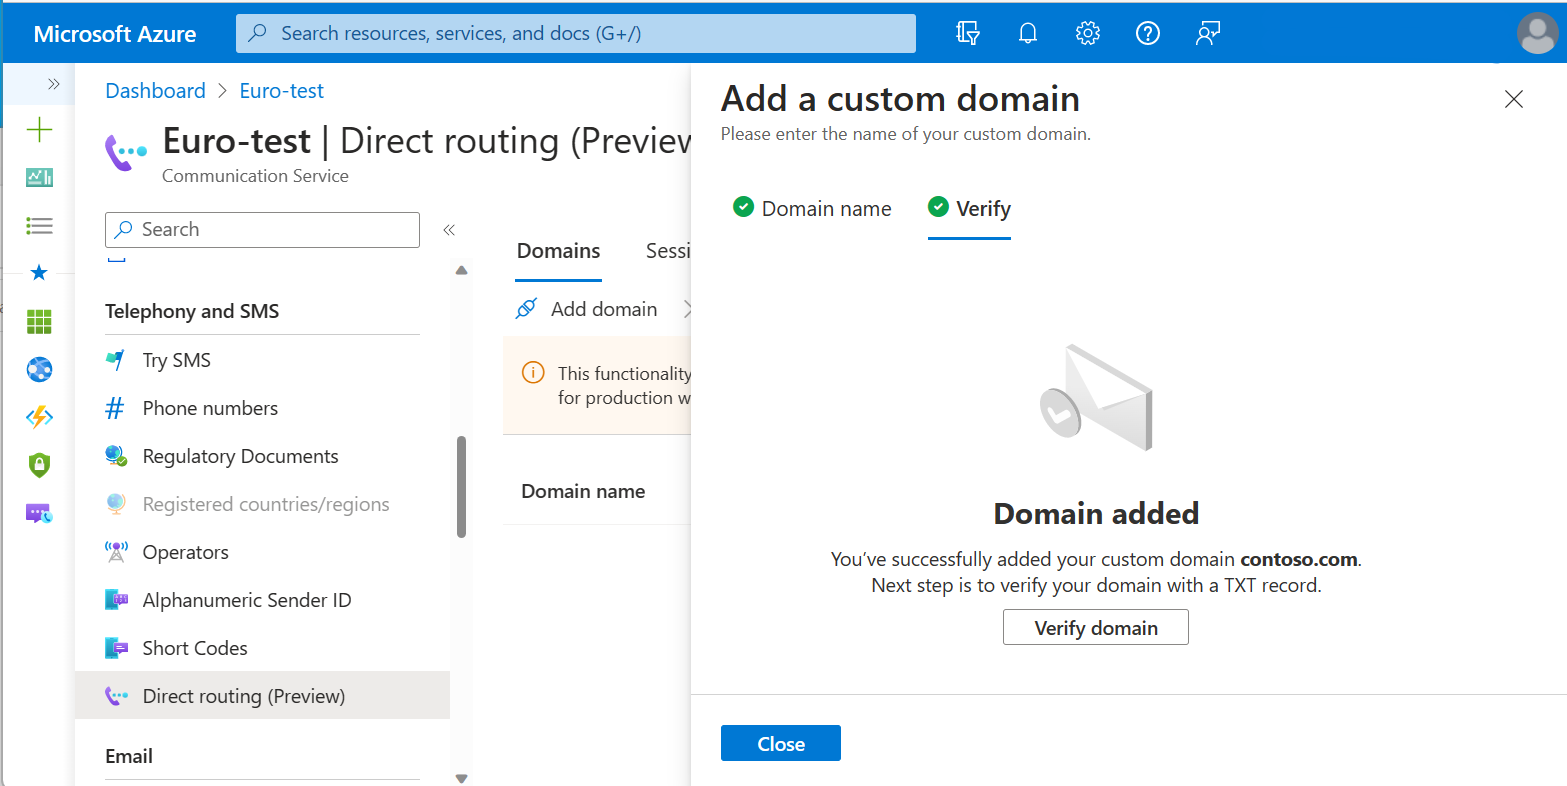 Microsoft Azure
Search resources, services, and docs (G+/)
Dashboard > Euro-test
Euro-test | Direct routing (Preview
Communication Service
Search
Telephony and SMS
Try SMS
Phone numbers
Regulatory Documents
Registered countries/regions
Operators
Alphanumeric Sender ID
Short Codes
Direct routing (Preview)
Email
Domains Sessi
Add domain
This functionality
for production w
Domain name
Add a custom domain
Please enter the name of your custom domain.
Domain name Verify
Domain added
You've successfully added your custom domain contoso.com.
Next step is to verify your domain with a TXT record.
Verify domain
Close